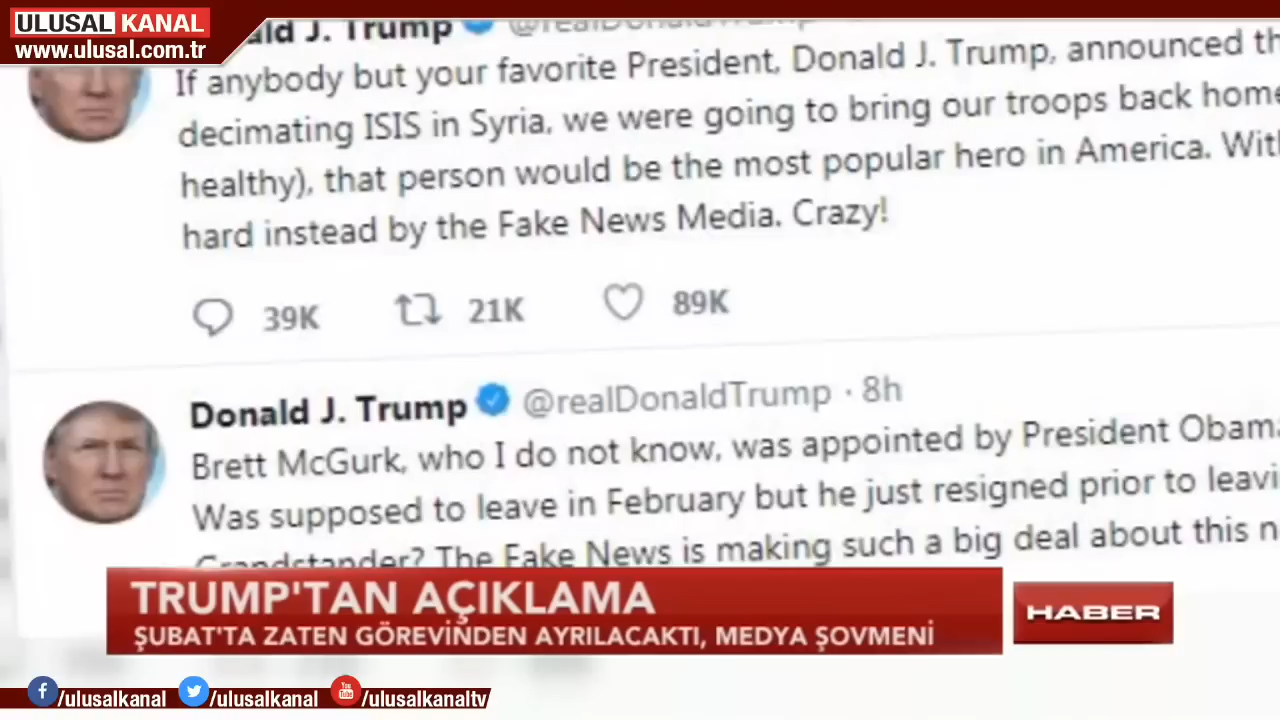 ULUSAL KANAL
www.ulusal.com.tr
ald J. Trump @realDonaldTrump
If anybody but your favorite President, Donald J. Trump, announced th
decimating ISIS in Syria, we were going to bring our troops back home
healthy), that person would be the most popular hero in America. With
hard instead by the Fake News Media. Crazy!
39K 21K 89K
Donald J. Trump @realDonaldTrump · 8h
Brett McGurk, who I do not know, was appointed by President Obama
Was supposed to leave in February but he just resigned prior to leavi
Grandstander? The Fake News is making such a big deal about this n
TRUMP'TAN AÇIKLAMA
ŞUBAT'TA ZATEN GÖREVİNDEN AYRILACAKTI, MEDYA ŞOVMENİ
HABER
/ulusalkanal /ulusalkanal /ulusalkanaltv